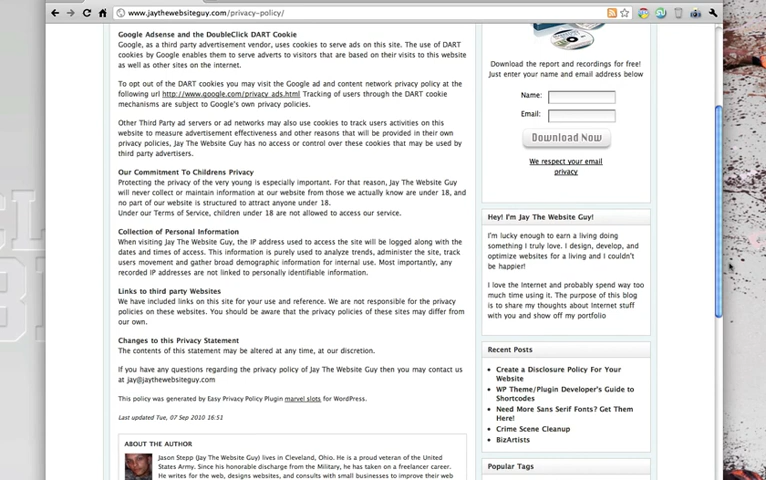 www.jaythewebsiteguy.com/privacy-policy/
Google Adsense and the DoubleClick DART Cookie
Google, as a third party advertisement vendor, uses cookies to serve ads on this site. The use of DART
cookies by Google enables them to serve adverts to visitors that are based on their visits to this website
as well as other sites on the internet.
To opt out of the DART cookies you may visit the Google ad and content network privacy policy at the
following url http://www.google.com/privacy_ads.html Tracking of users through the DART cookie
mechanisms are subject to Google's own privacy policies.
Other Third Party ad servers or ad networks may also use cookies to track users activities on this
website to measure advertisement effectiveness and other reasons that will be provided in their own
privacy policies, Jay The Website Guy has no access or control over these cookies that may be used by
third party advertisers.
Our Commitment To Childrens Privacy
Protecting the privacy of the very young is especially important. For that reason, Jay The Website Guy
will never collect or maintain information at our website from those we actually know are under 18, and
no part of our website is structured to attract anyone under 18.
Under our Terms of Service, children under 18 are not allowed to access our service.
Collection of Personal Information
When visiting Jay The Website Guy, the IP address used to access the site will be logged along with the
dates and times of access. This information is purely used to analyze trends, administer the site, track
users movement and gather broad demographic information for internal use. Most importantly, any
recorded IP addresses are not linked to personally identifiable information.
Links to third party Websites
We have included links on this site for your use and reference. We are not responsible for the privacy
policies on these websites. You should be aware that the privacy policies of these sites may differ from
our own.
Changes to this Privacy Statement
The contents of this statement may be altered at any time, at our discretion.
If you have any questions regarding the privacy policy of Jay The Website Guy then you may contact us
at jay@jaythewebsiteguy.com
This policy was generated by Easy Privacy Policy Plugin marvel slots for WordPress.
Last updated Tue, 07 Sep 2010 16:51
ABOUT THE AUTHOR
Jason Stepp (Jay The Website Guy) lives in Cleveland, Ohio. He is a proud veteran of the United
States Army. Since his honorable discharge from the Military, he has taken on a freelancer career.
He writes for the web, designs websites, and consults with small businesses to improve their web
Download the report and recordings for free!
Just enter your name and email address below
Name:
Email:
Download Now
We respect your email
privacy
Hey! I'm Jay The Website Guy!
I'm lucky enough to earn a living doing
something I truly love. I design, develop, and
optimize websites for a living and I couldn't
be happier!
I love the Internet and probably spend way too
much time using it. The purpose of this blog
is to share my thoughts about Internet stuff
with you and show off my portfolio
Recent Posts
Create a Disclosure Policy For Your
Website
WP Theme/Plugin Developer's Guide to
Shortcodes
Need More Sans Serif Fonts? Get Them
Here!
Crime Scene Cleanup
BizArtists
Popular Tags